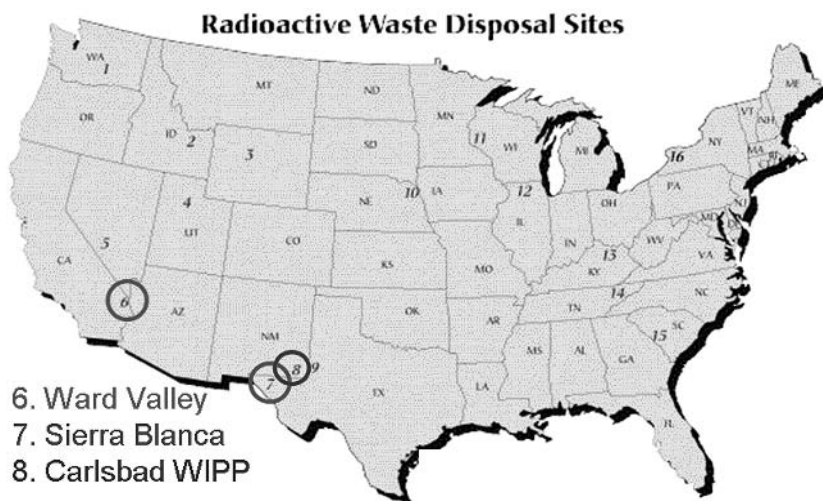 Radioactive Waste Disposal Sites
WA
1
MT
ND
MN
ME
OR
ID
2
3
SD
11
WI
MI
16
NY
VT
NH
MA
RI
CT
4
UT
NE
10
IA
12
IL
IN
OH
PA
NJ
MD
DE
5
CA
CO
KS
MO
13
KY
WV
VA
6
AZ
NM
OK
AR
TN
14
NC
15
SC
7
8
9
TX
LA
MS
AL
GA
FL
6. Ward Valley
7. Sierra Blanca
8. Carlsbad WIPP